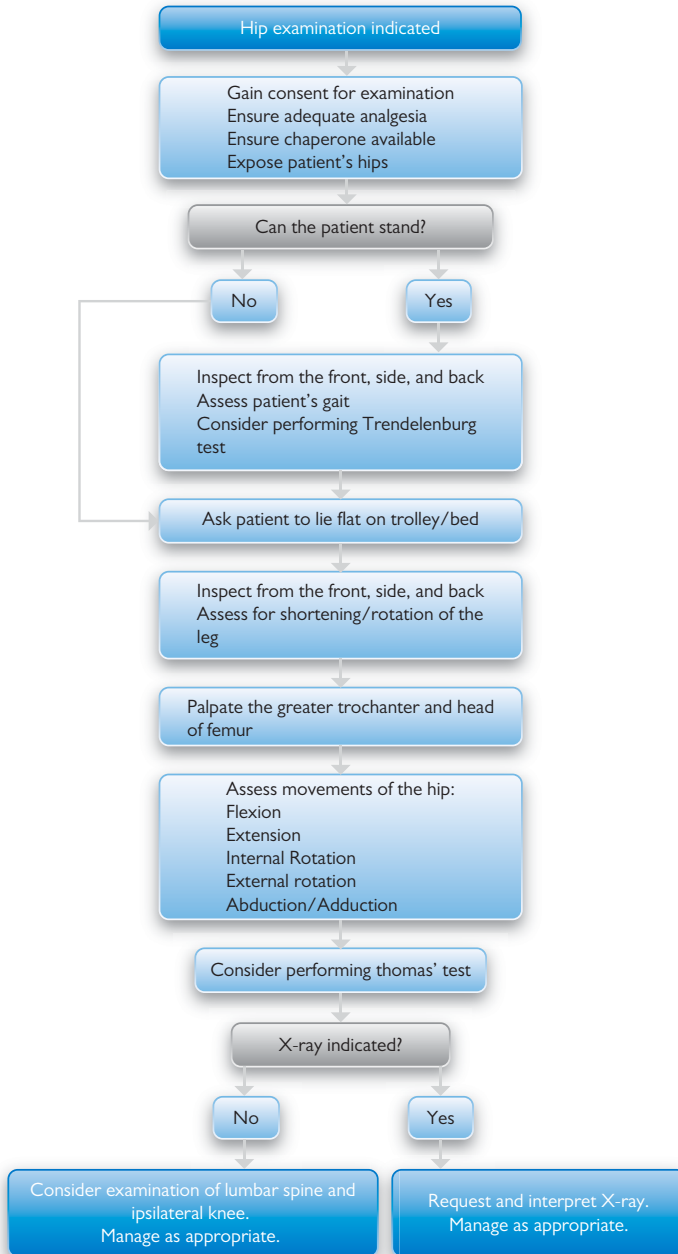 Hip examination indicated
Gain consent for examination
Ensure adequate analgesia
Ensure chaperone available
Expose patient's hips
Can the patient stand?
No
Yes
Inspect from the front, side, and back
Assess patient's gait
Consider performing Trendelenburg
test
Ask patient to lie flat on trolley/bed
Inspect from the front, side, and back
Assess for shortening/rotation of the
leg
Palpate the greater trochanter and head
of femur
Assess movements of the hip:
Flexion
Extension
Internal Rotation
External rotation
Abduction/Adduction
Consider performing thomas' test
X-ray indicated?
No
Yes
Consider examination of lumbar spine and
ipsilateral knee.
Manage as appropriate.
Request and interpret X-ray.
Manage as appropriate.